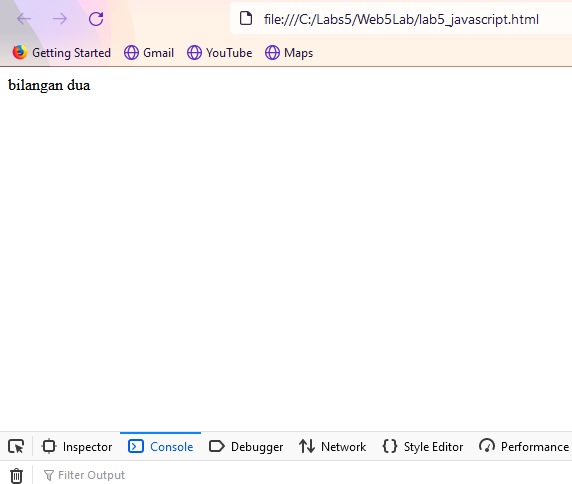 file:///C:/Labs5/Web5Lab/lab5_javascript.html
Getting Started Gmail YouTube Maps
bilangan dua
Inspector Console Debugger Network Style Editor Performance
Filter Output